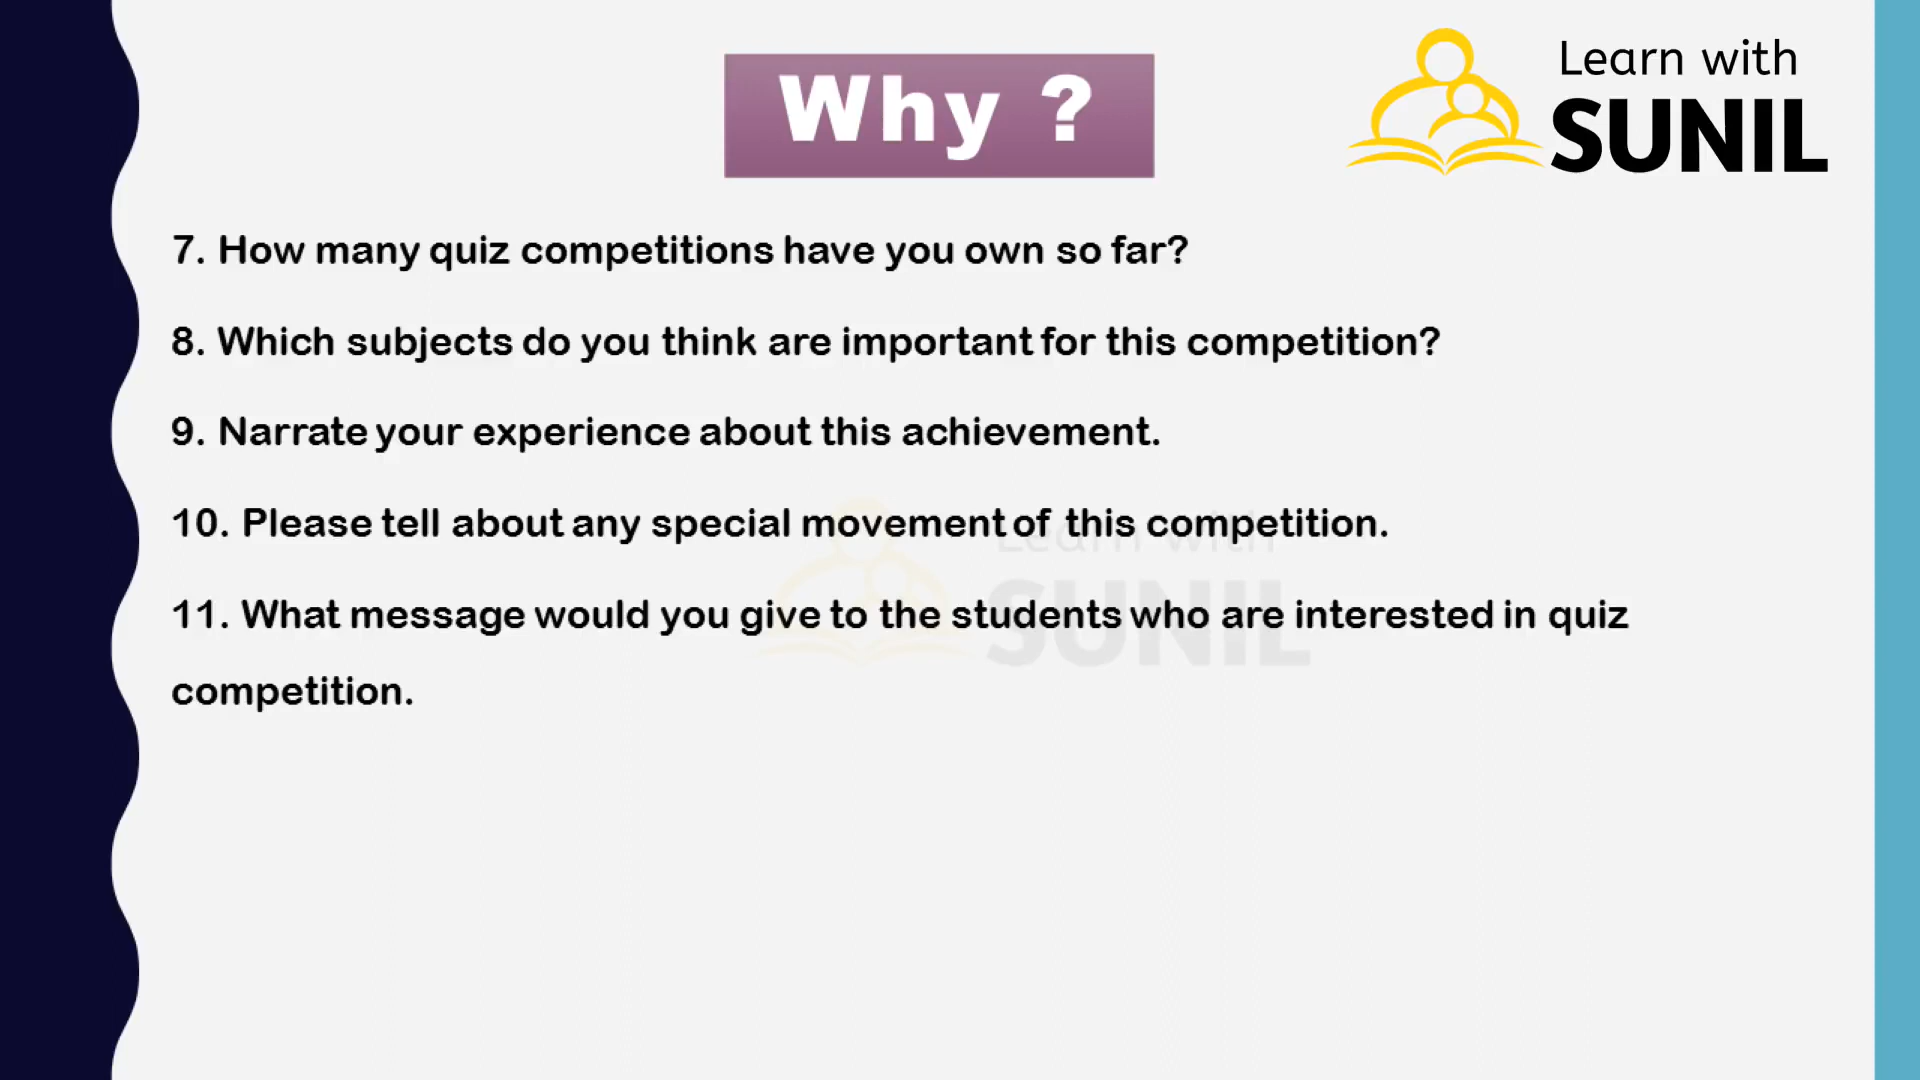 Why ?
Learn with
SUNIL
7. How many quiz competitions have you own so far?
8. Which subjects do you think are important for this competition?
9. Narrate your experience about this achievement.
10. Please tell about any special movement of this competition.
11. What message would you give to the students who are interested in quiz
competition.
Learn with
SUNIL